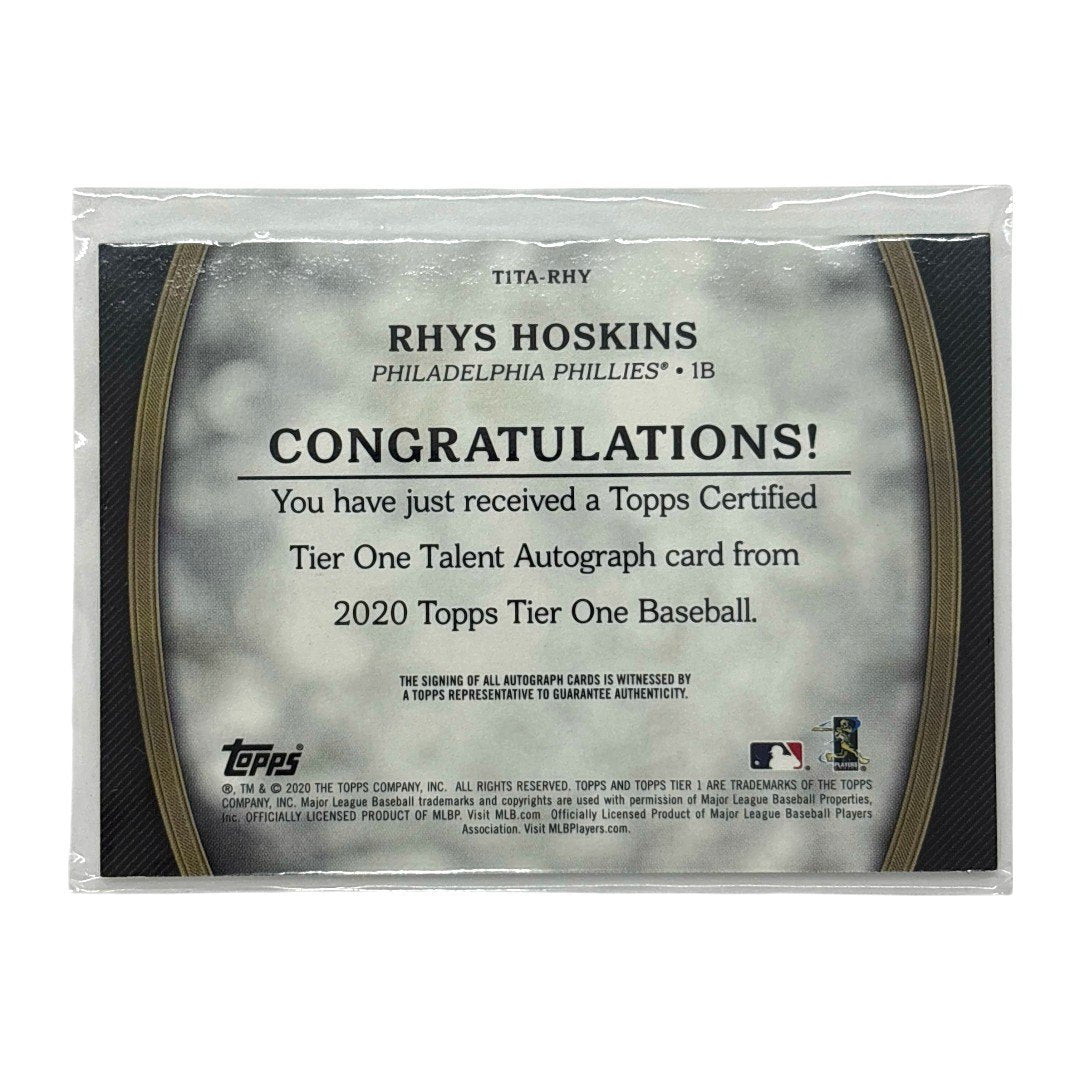 T1TA-RHY
RHYS HOSKINS
PHILADELPHIA PHILLIES® • 1B
CONGRATULATIONS!
You have just received a Topps Certified
Tier One Talent Autograph card from
2020 Topps Tier One Baseball.
THE SIGNING OF ALL AUTOGRAPH CARDS IS WITNESSED BY
A TOPPS REPRESENTATIVE TO GUARANTEE AUTHENTICITY.
Topps®
PLAYERS
®, TM & © 2020 THE TOPPS COMPANY, INC. ALL RIGHTS RESERVED. TOPPS AND TOPPS TIER 1 ARE TRADEMARKS OF THE TOPPS
COMPANY, INC. Major League Baseball trademarks and copyrights are used with permission of Major League Baseball Properties,
Inc. OFFICIALLY LICENSED PRODUCT OF MLBP. Visit MLB.com Officially Licensed Product of Major League Baseball Players
Association. Visit MLBPlayers.com.